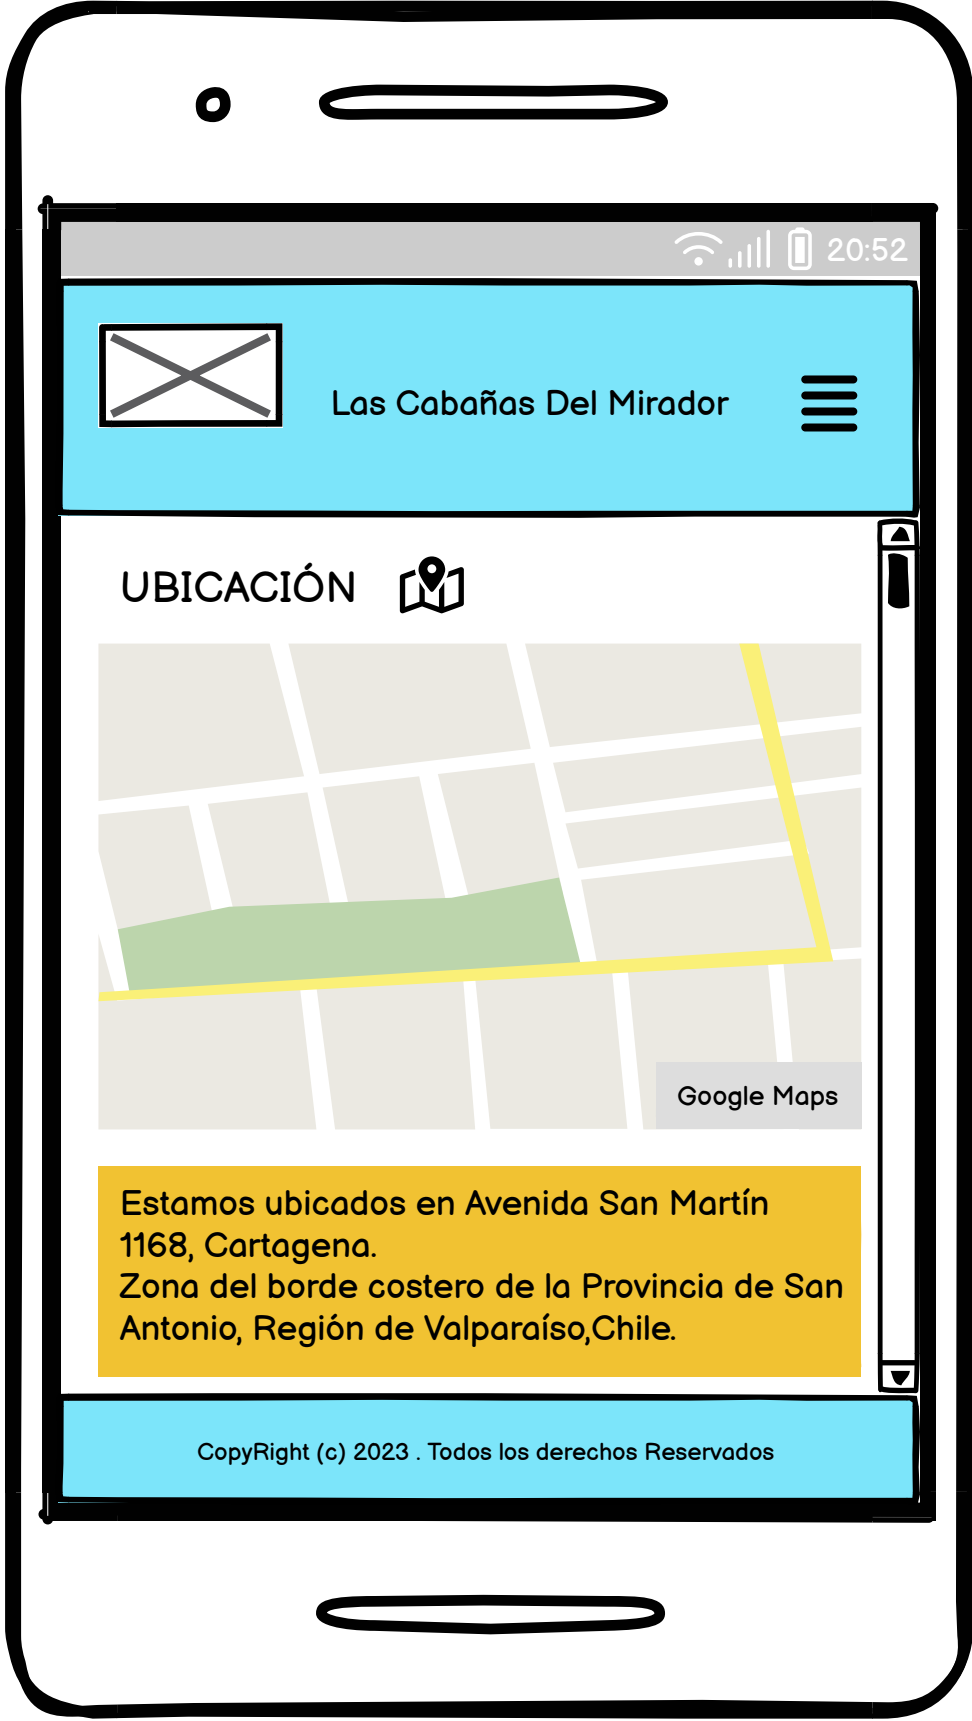 20:52
Las Cabañas Del Mirador
UBICACIÓN
Google Maps
Estamos ubicados en Avenida San Martín
1168, Cartagena.
Zona del borde costero de la Provincia de San
Antonio, Región de Valparaíso,Chile.
CopyRight (c) 2023 . Todos los derechos Reservados